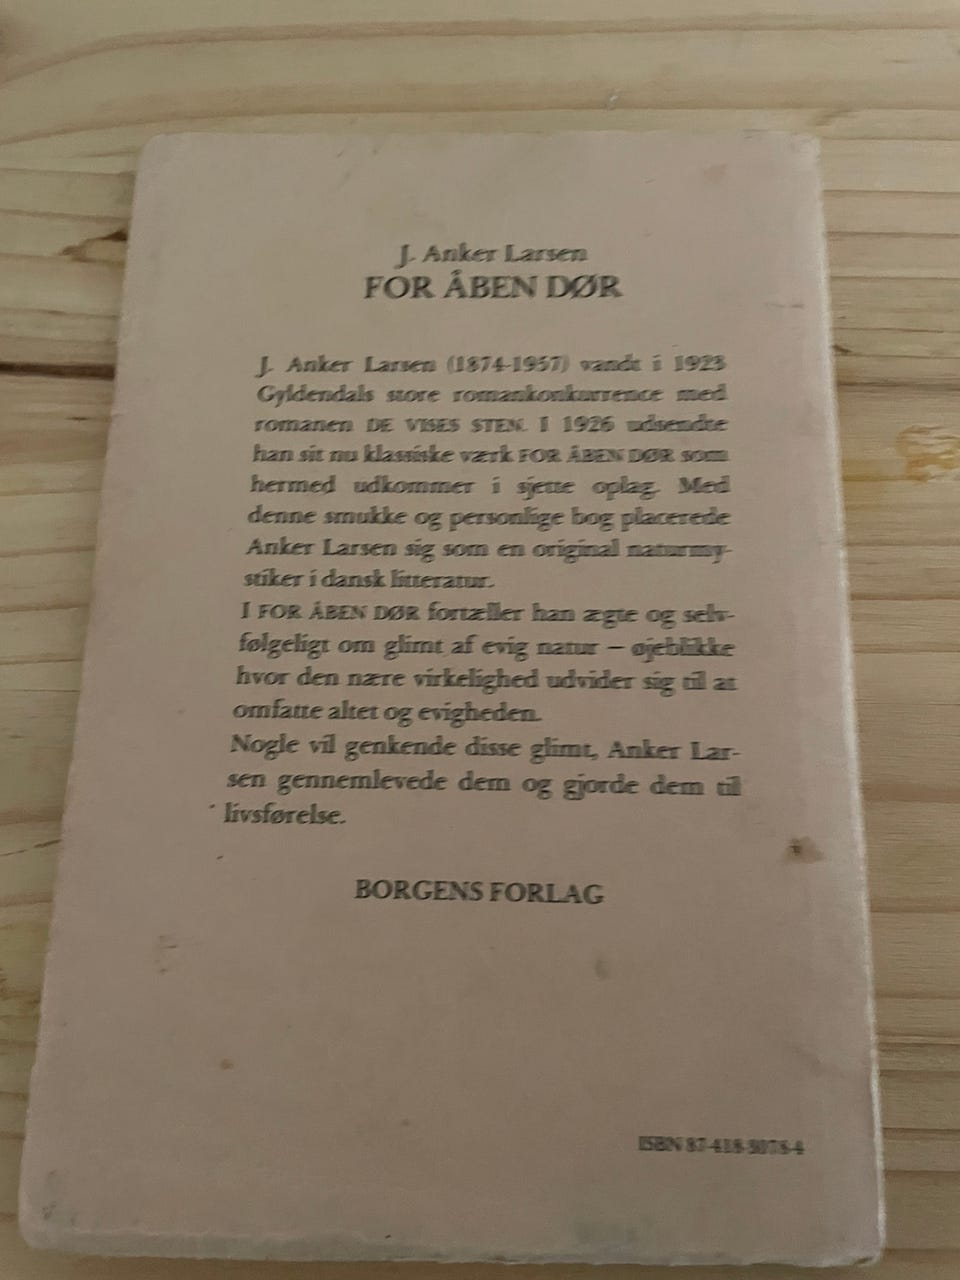 J. Anker Larsen
FOR ÅBEN DØR
J. Anker Larsen (1874-1957) vandt i 1923
Gyldendals store romankonkurrence med
romanen DE VISES STEN. I 1926 udsendte
han sit nu klassiske værk FOR ÅBEN DØR som
hermed udkommer i sjette oplag. Med
denne smukke og personlige bog placerede
Anker Larsen sig som en original naturmy-
stiker i dansk litteratur.
I FOR ÅBEN DØR fortæller han ægte og selv-
følgeligt om glimt af evig natur – øjeblikke
hvor den nære virkelighed udvider sig til at
omfatte altet og evigheden.
Nogle vil genkende disse glimt, Anker Lar-
sen gennemlevede dem og gjorde dem til
livsførelse.
BORGENS FORLAG
ISBN